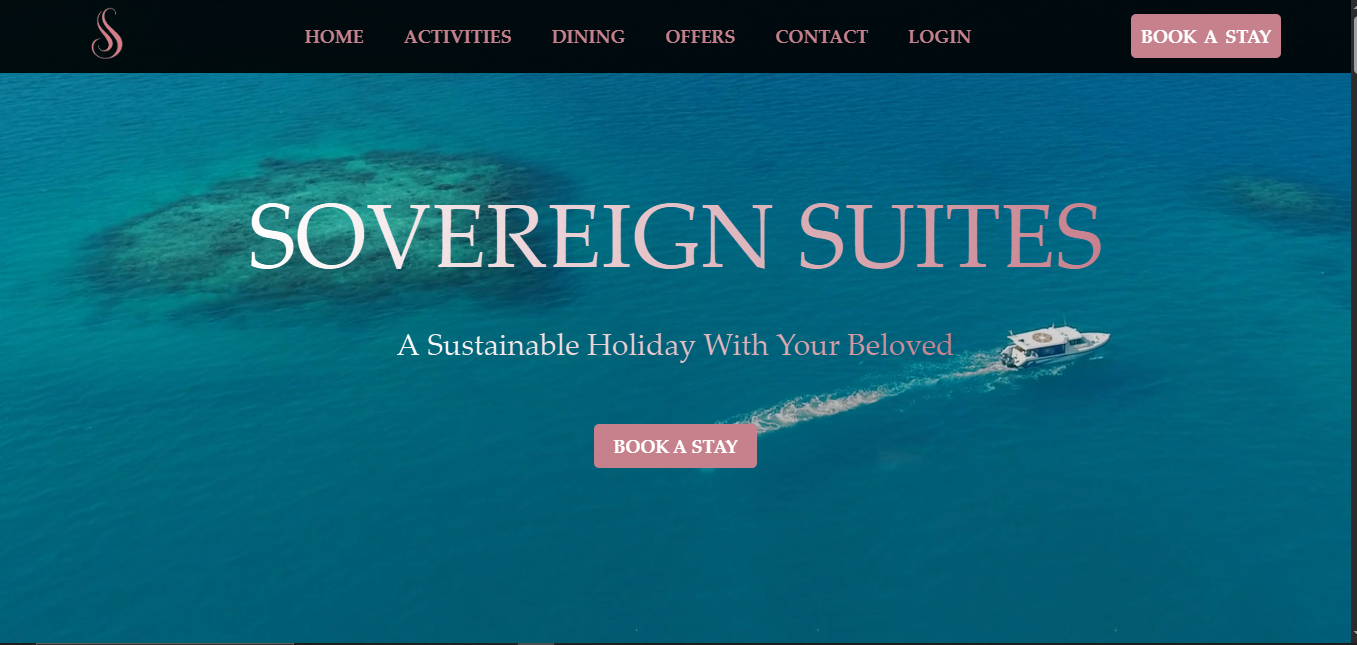 HOME ACTIVITIES DINING OFFERS CONTACT LOGIN BOOK A STAY
SOVEREIGN SUITES
A Sustainable Holiday With Your Beloved
BOOK A STAY